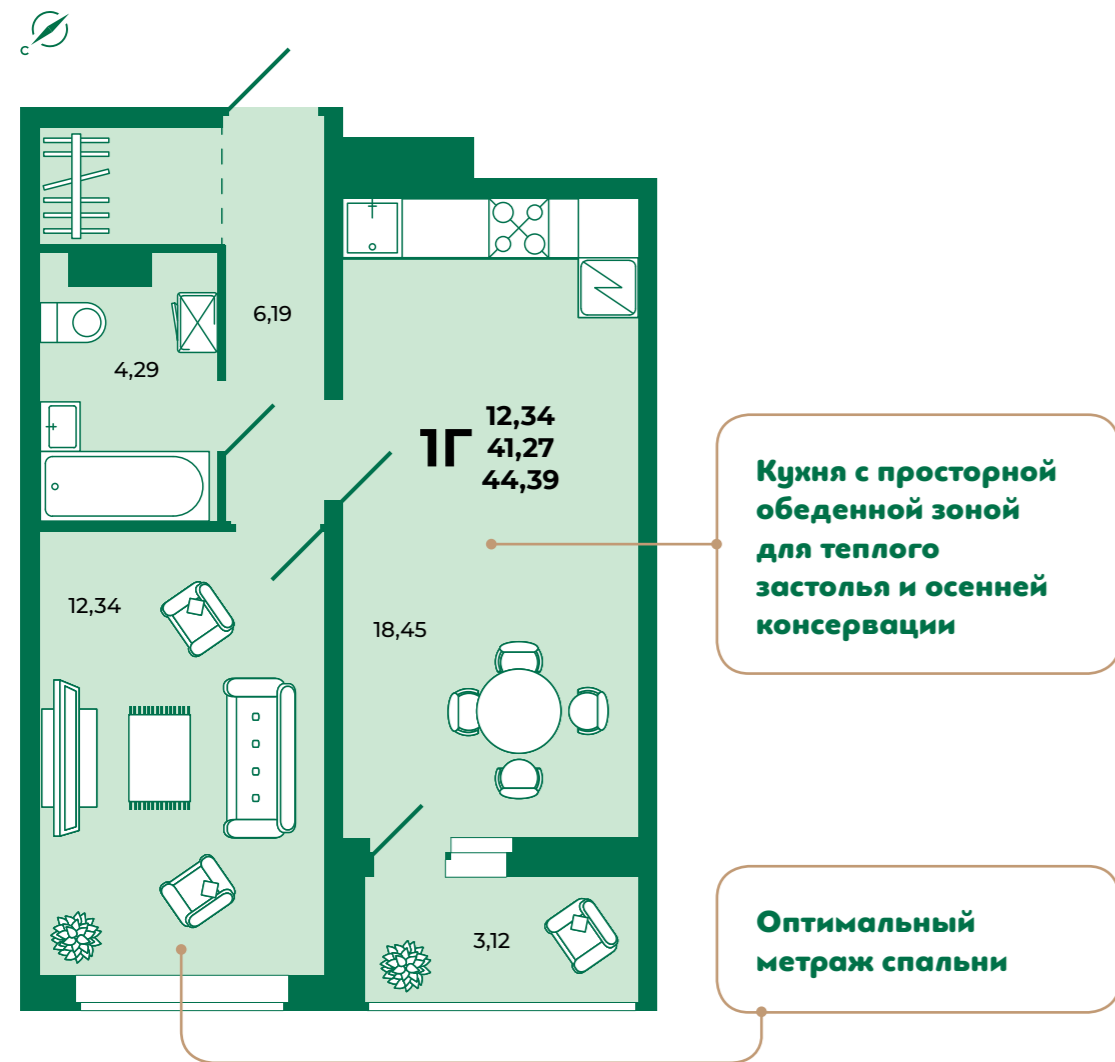 с
6,19
4,29
1Г
12,34
41,27
44,39
Кухня с просторной
обеденной зоной
для теплого
застолья и осенней
консервации
12,34
18,45
3,12
Оптимальный
метраж спальни